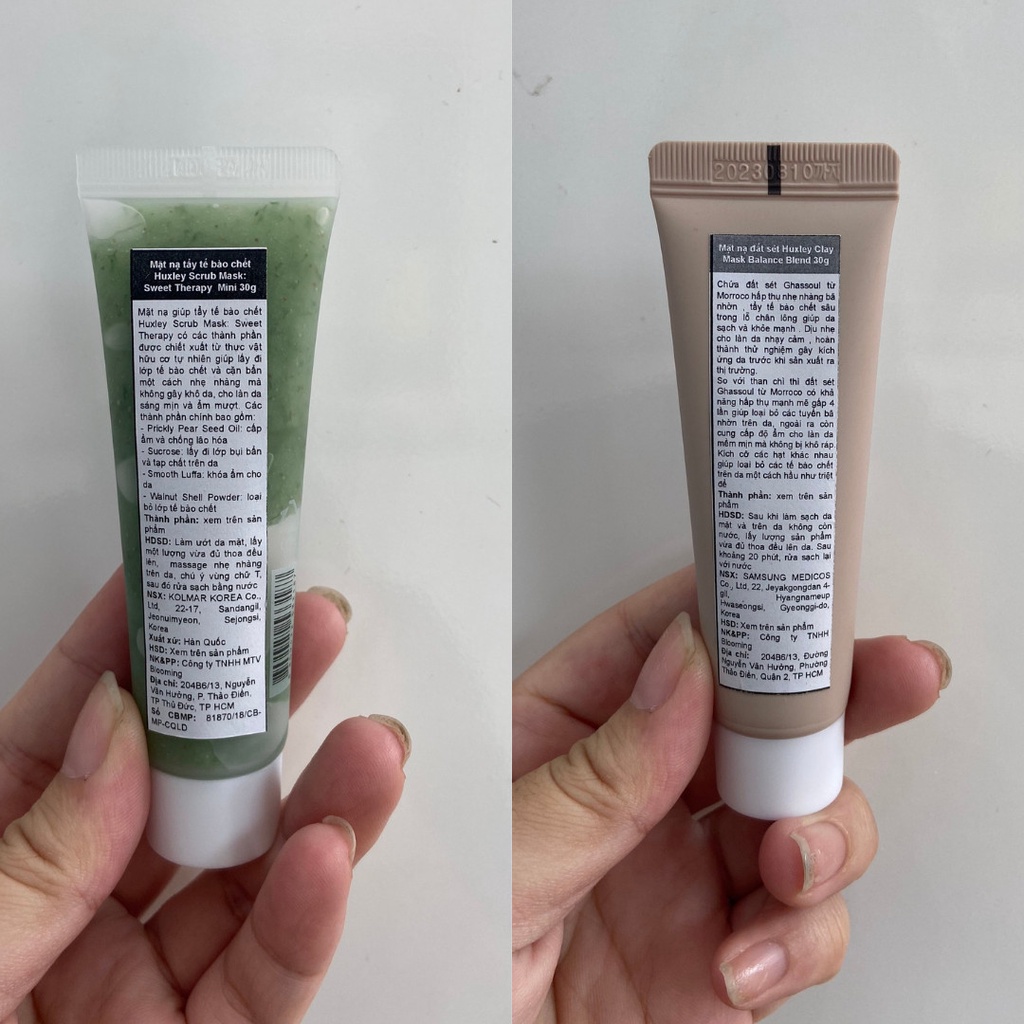 Mặt nạ tẩy tế bào chết
Huxley Scrub Mask:
Sweet Therapy Mini 30g
Mặt nạ giúp tẩy tế bào chết
Huxley Scrub Mask: Sweet
Therapy có các thành phần
được chiết xuất từ thực vật
hữu cơ tự nhiên giúp lấy đi
lớp tế bào chết và cặn bẩn
một cách nhẹ nhàng mà
không gây khô da, cho làn da
sáng mịn và ẩm mượt. Các
thành phần chính bao gồm:
- Prickly Pear Seed Oil: cấp
ẩm và chống lão hóa
- Sucrose: lấy đi lớp bụi bẩn
và tạp chất trên da
- Smooth Luffa: khóa ẩm cho
da
- Walnut Shell Powder: loại
bỏ lớp tế bào chết
Thành phần: xem trên sản
phẩm
HDSD: Làm ướt da mặt, lấy
một lượng vừa đủ thoa đều
lên, massage nhẹ nhàng
trên da, chú ý vùng chữ T,
sau đó rửa sạch bằng nước
NSX: KOLMAR KOREA Co.,
Ltd, 22-17, Sandangil,
Jeonuimyeon, Sejongsi,
Korea
Xuất xứ: Hàn Quốc
HSD: Xem trên sản phẩm
NK&PP: Công ty TNHH MTV
Blooming
Địa chỉ: 204B6/13, Nguyễn
Văn Hưởng, P. Thảo Điền,
TP Thủ Đức, TP HCM
Số CBMP: 81870/18/CB-
MP-CQLD
20230810까지
Mặt nạ đất sét Huxley Clay
Mask Balance Blend 30g
Chứa đất sét Ghassoul từ
Morroco hấp thụ nhẹ nhàng bã
nhờn , tẩy tế bào chết sâu
trong lỗ chân lông giúp da
sạch và khỏe mạnh . Dịu nhẹ
cho làn da nhạy cảm , hoàn
thành thử nghiệm gây kích
ứng da trước khi sản xuất ra
thị trường.
So với than chì thì đất sét
Ghassoul từ Morroco có khả
năng hấp thụ mạnh mẽ gấp 4
lần giúp loại bỏ các tuyến bã
nhờn trên da, ngoài ra còn
cung cấp độ ẩm cho làn da
mềm mịn mà không bị khô ráp.
Kích cỡ các hạt khác nhau
giúp loại bỏ các tế bào chết
trên da một cách hầu như triệt
để
Thành phần: xem trên sản
phẩm
HDSD: Sau khi làm sạch da
mặt và trên da không còn
nước, lấy lượng sản phẩm
vừa đủ thoa đều lên da. Sau
khoảng 20 phút, rửa sạch lại
với nước
NSX: SAMSUNG MEDICOS
Co., Ltd, 22, Jeyakgongdan 4-
gil, Hyangnameup
Hwaseongsi, Gyeonggi-do,
Korea
HSD: Xem trên sản phẩm
NK&PP: Công ty TNHH
Blooming
Địa chỉ: 204B6/13, Đường
Nguyễn Văn Hưởng, Phường
Thảo Điền, Quận 2, TP HCM